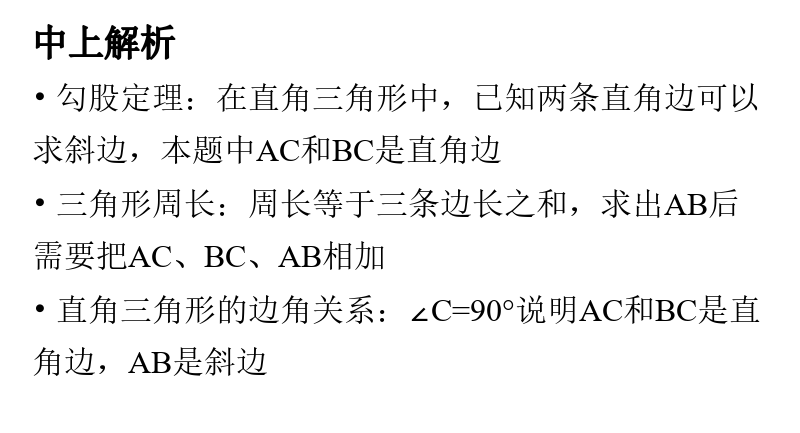 中上解析
• 勾股定理：在直角三角形中，已知两条直角边可以
求斜边，本题中AC和BC是直角边
• 三角形周长：周长等于三条边长之和，求出AB后
需要把AC、BC、AB相加
• 直角三角形的边角关系：∠C=90°说明AC和BC是直
角边，AB是斜边